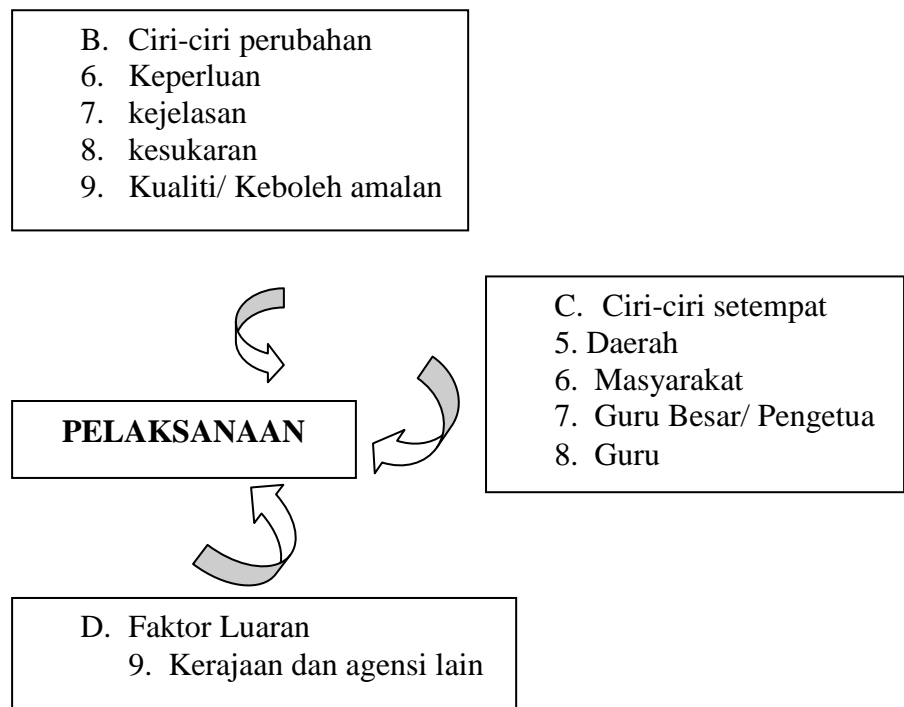 B. Ciri-ciri perubahan
6. Keperluan
7. kejelasan
8. kesukaran
9. Kualiti/ Keboleh amalan
C. Ciri-ciri setempat
5. Daerah
6. Masyarakat
7. Guru Besar/ Pengetua
8. Guru
PELAKSANAAN
D. Faktor Luaran
9. Kerajaan dan agensi lain